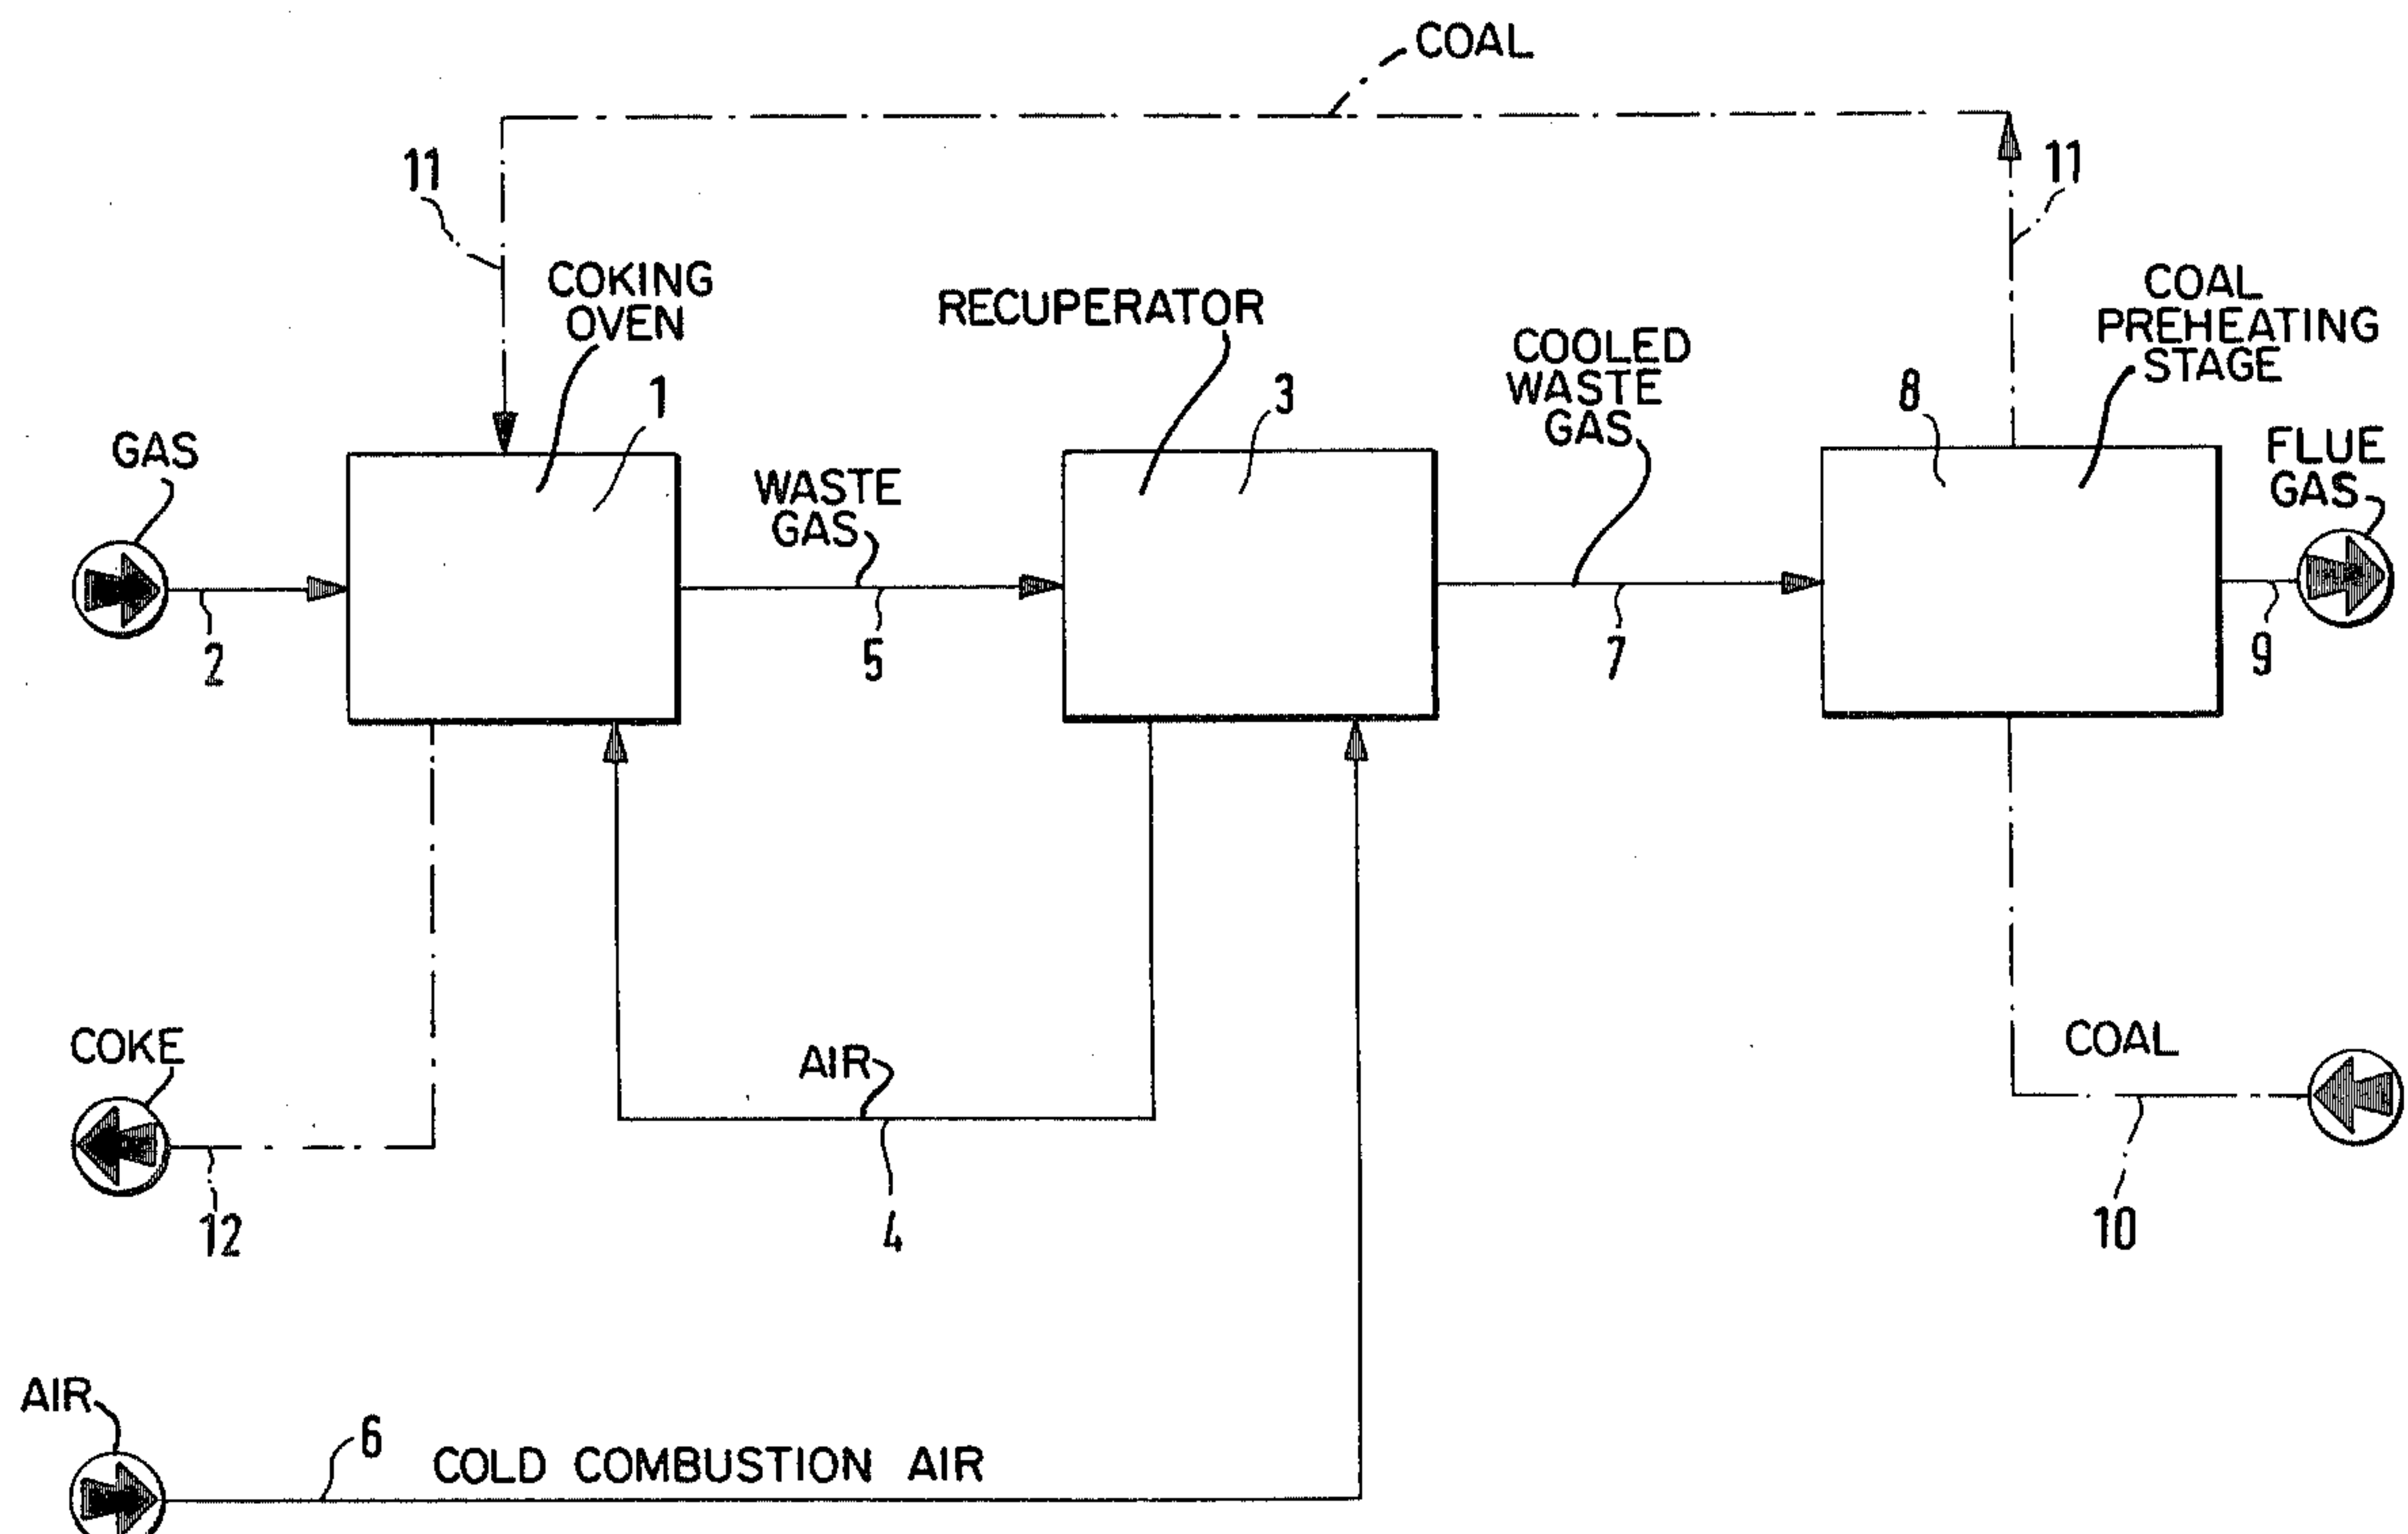 COAL
11
11
COKING
OVEN
RECUPERATOR
COAL
PREHEATING
STAGE
COOLED
WASTE
GAS
1
3
8
GAS
FLUE
GAS
WASTE
GAS
2
5
7
9
COKE
AIR
COAL
12
4
10
AIR
6
COLD COMBUSTION AIR